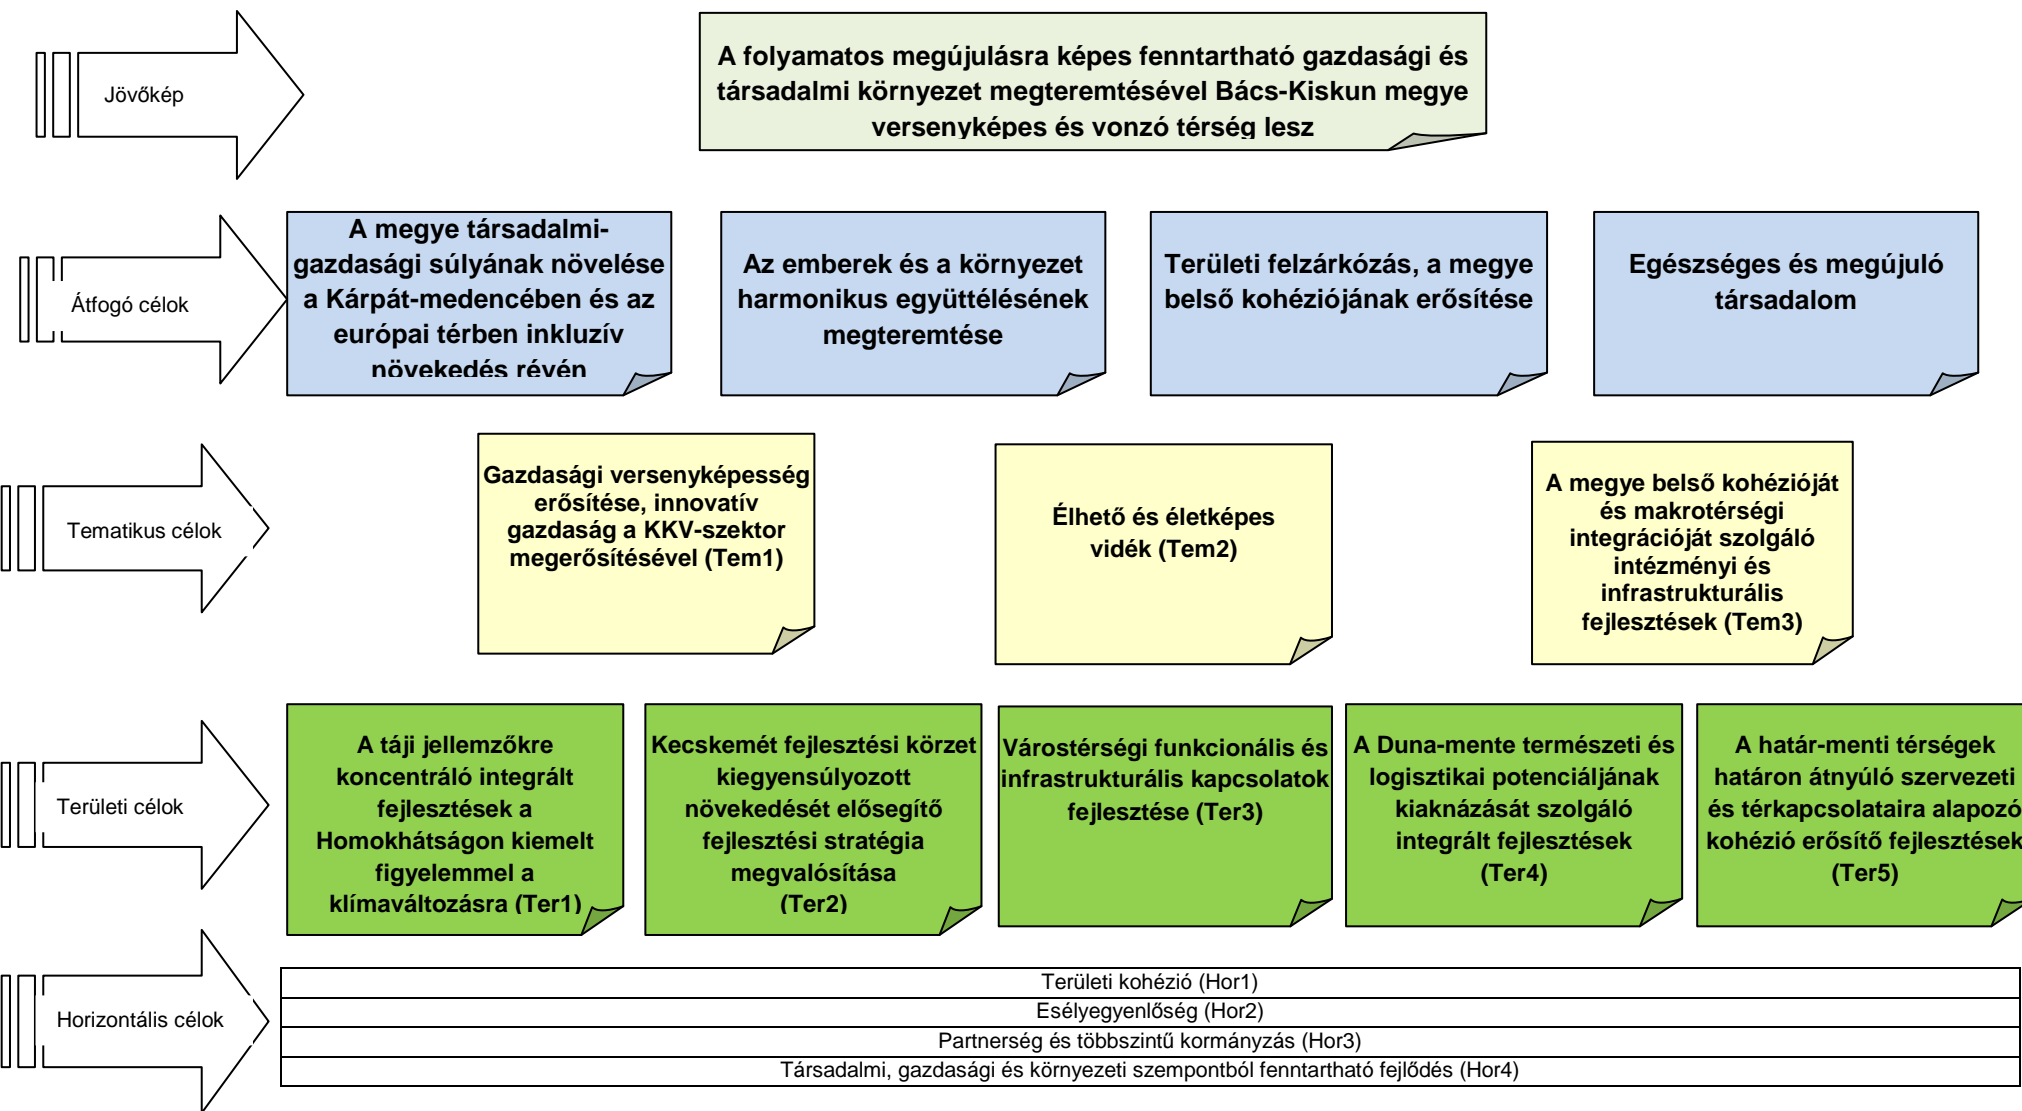 Jövőkép
A folyamatos megújulásra képes fenntartható gazdasági és
társadalmi környezet megteremtésével Bács-Kiskun megye
versenyképes és vonzó térség lesz
Átfogó célok
A megye társadalmi-
gazdasági súlyának növelése
a Kárpát-medencében és az
európai térben inkluzív
növekedés révén
Az emberek és a környezet
harmonikus együttélésének
megteremtése
Területi felzárkózás, a megye
belső kohéziójának erősítése
Egészséges és megújuló
társadalom
Tematikus célok
Gazdasági versenyképesség
erősítése, innovatív
gazdaság a KKV-szektor
megerősítésével (Tem1)
Élhető és életképes
vidék (Tem2)
A megye belső kohézióját
és makrotérségi
integrációját szolgáló
intézményi és
infrastrukturális
fejlesztések (Tem3)
Területi célok
A táji jellemzőkre
koncentráló integrált
fejlesztések a
Homokhátságon kiemelt
figyelemmel a
klímaváltozásra (Ter1)
Kecskemét fejlesztési körzet
kiegyensúlyozott
növekedését elősegítő
fejlesztési stratégia
megvalósítása
(Ter2)
Várostérségi funkcionális és
infrastrukturális kapcsolatok
fejlesztése (Ter3)
A Duna-mente természeti és
logisztikai potenciáljának
kiaknázását szolgáló
integrált fejlesztések
(Ter4)
A határ-menti térségek
határon átnyúló szervezeti
és térkapcsolataira alapozó
kohézió erősítő fejlesztések
(Ter5)
Horizontális célok
Területi kohézió (Hor1)
Esélyegyenlőség (Hor2)
Partnerség és többszintű kormányzás (Hor3)
Társadalmi, gazdasági és környezeti szempontból fenntartható fejlődés (Hor4)